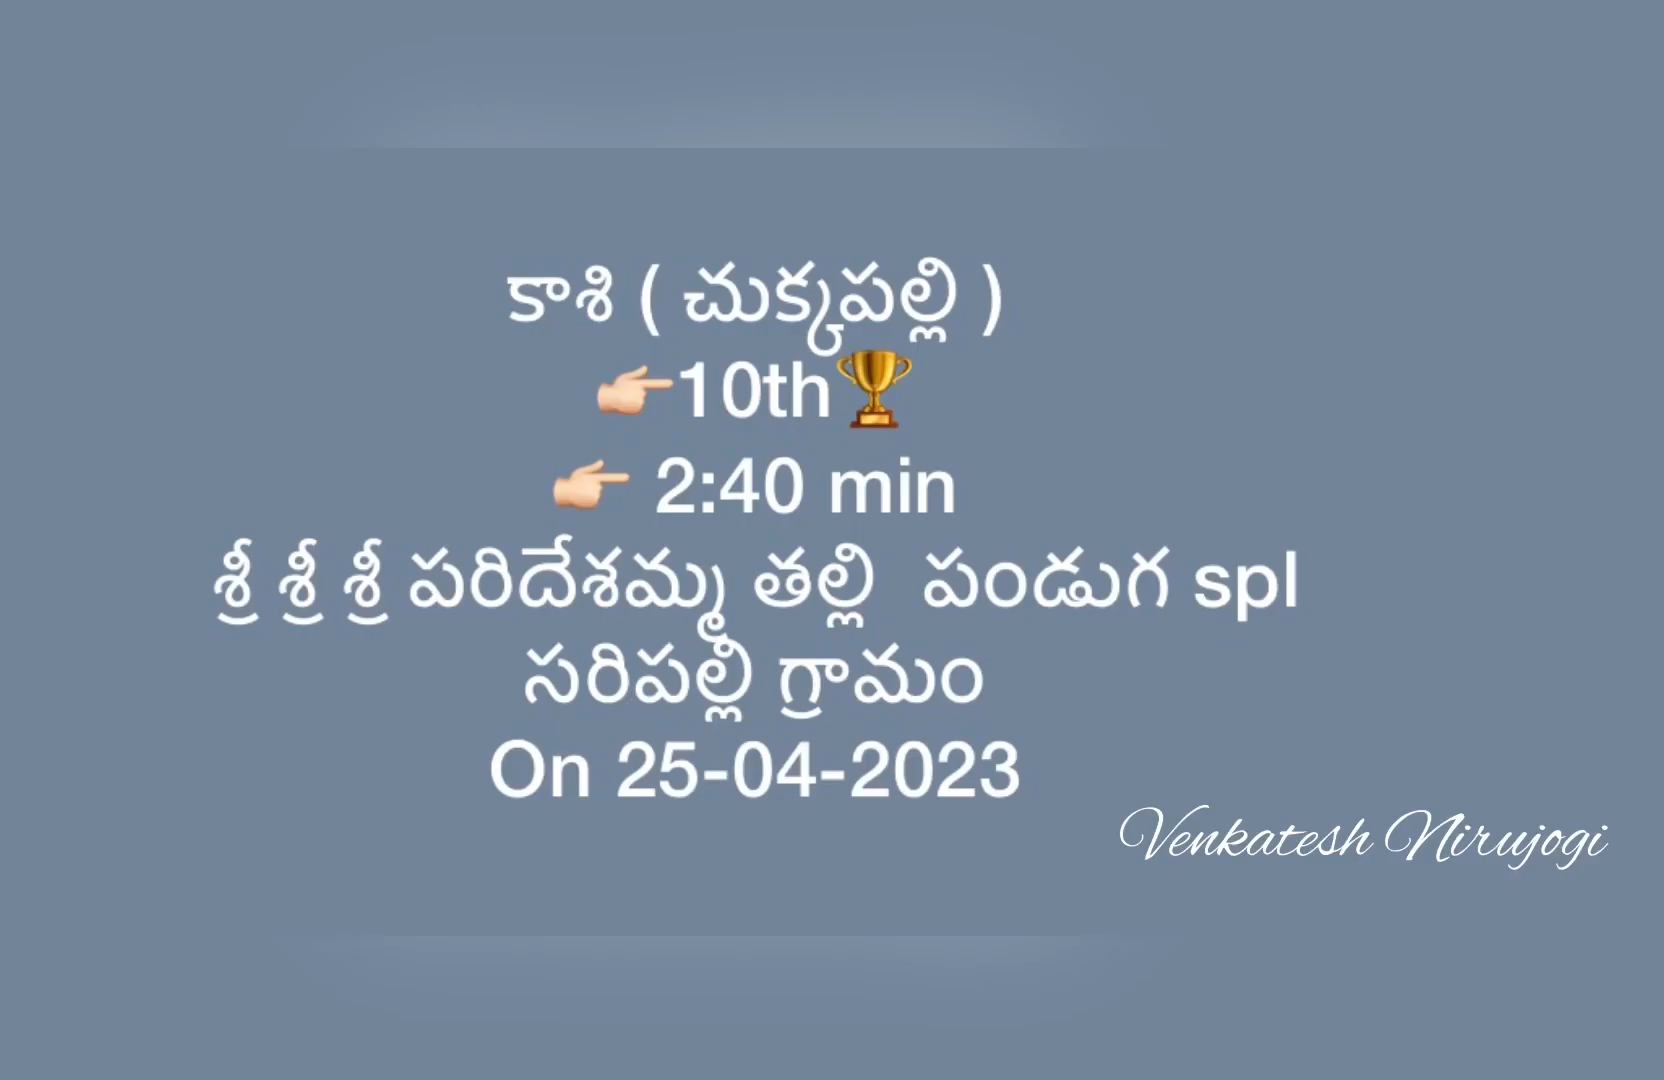 కాశి ( చుక్కపల్లి )
👉🏻10th🏆
👉🏻 2:40 min
శ్రీ శ్రీ శ్రీ పరిదేశమ్మ తల్లి  పండుగ spl
సరిపల్లి గ్రామం
On 25-04-2023
Venkatesh Nirujogi